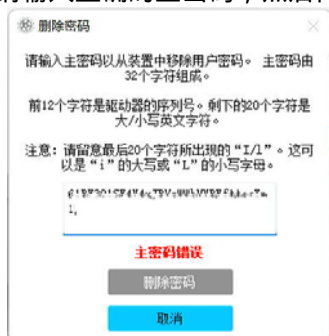 删除密码
请输入主密码以从装置中移除用户密码。 主密码由
32个字符组成。
前12个字符是驱动器的序列号。剩下的20个字符是
大/小写英文字符。
注意：请留意最后20个字符所出现的“I/l”。这可
以是“i”的大写或“L”的小写字母。
主密码错误
删除密码
取消